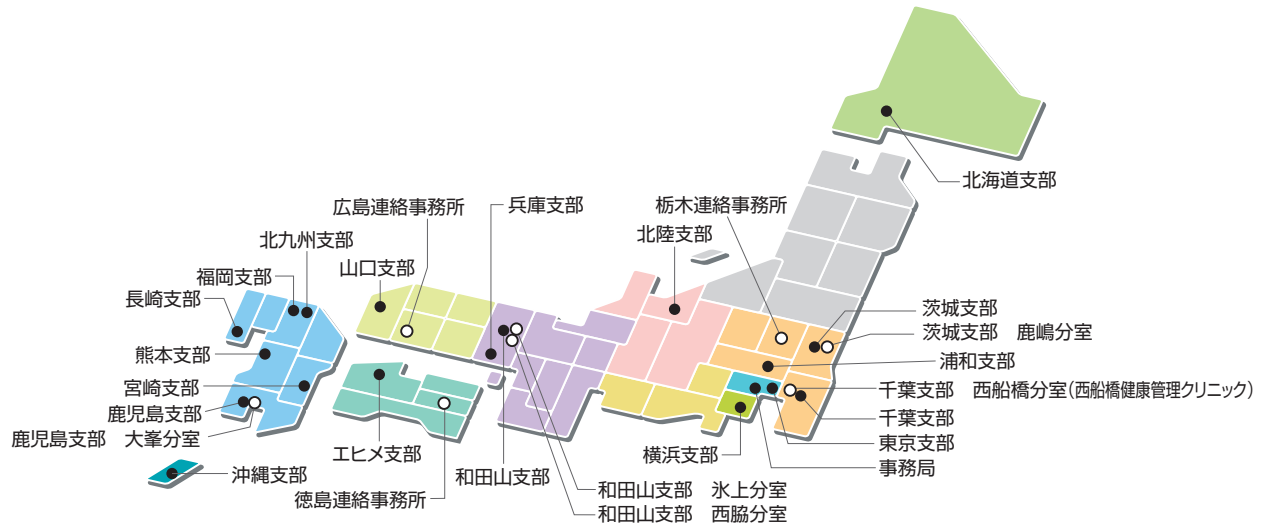 北海道支部
広島連絡事務所
兵庫支部
栃木連絡事務所
北陸支部
北九州支部
山口支部
福岡支部
長崎支部
茨城支部
茨城支部　鹿嶋分室
熊本支部
浦和支部
宮崎支部
千葉支部　西船橋分室（西船橋健康管理クリニック）
鹿児島支部
千葉支部
鹿児島支部　大峯分室
東京支部
エヒメ支部
横浜支部
事務局
沖縄支部
和田山支部
徳島連絡事務所
和田山支部　氷上分室
和田山支部　西脇分室